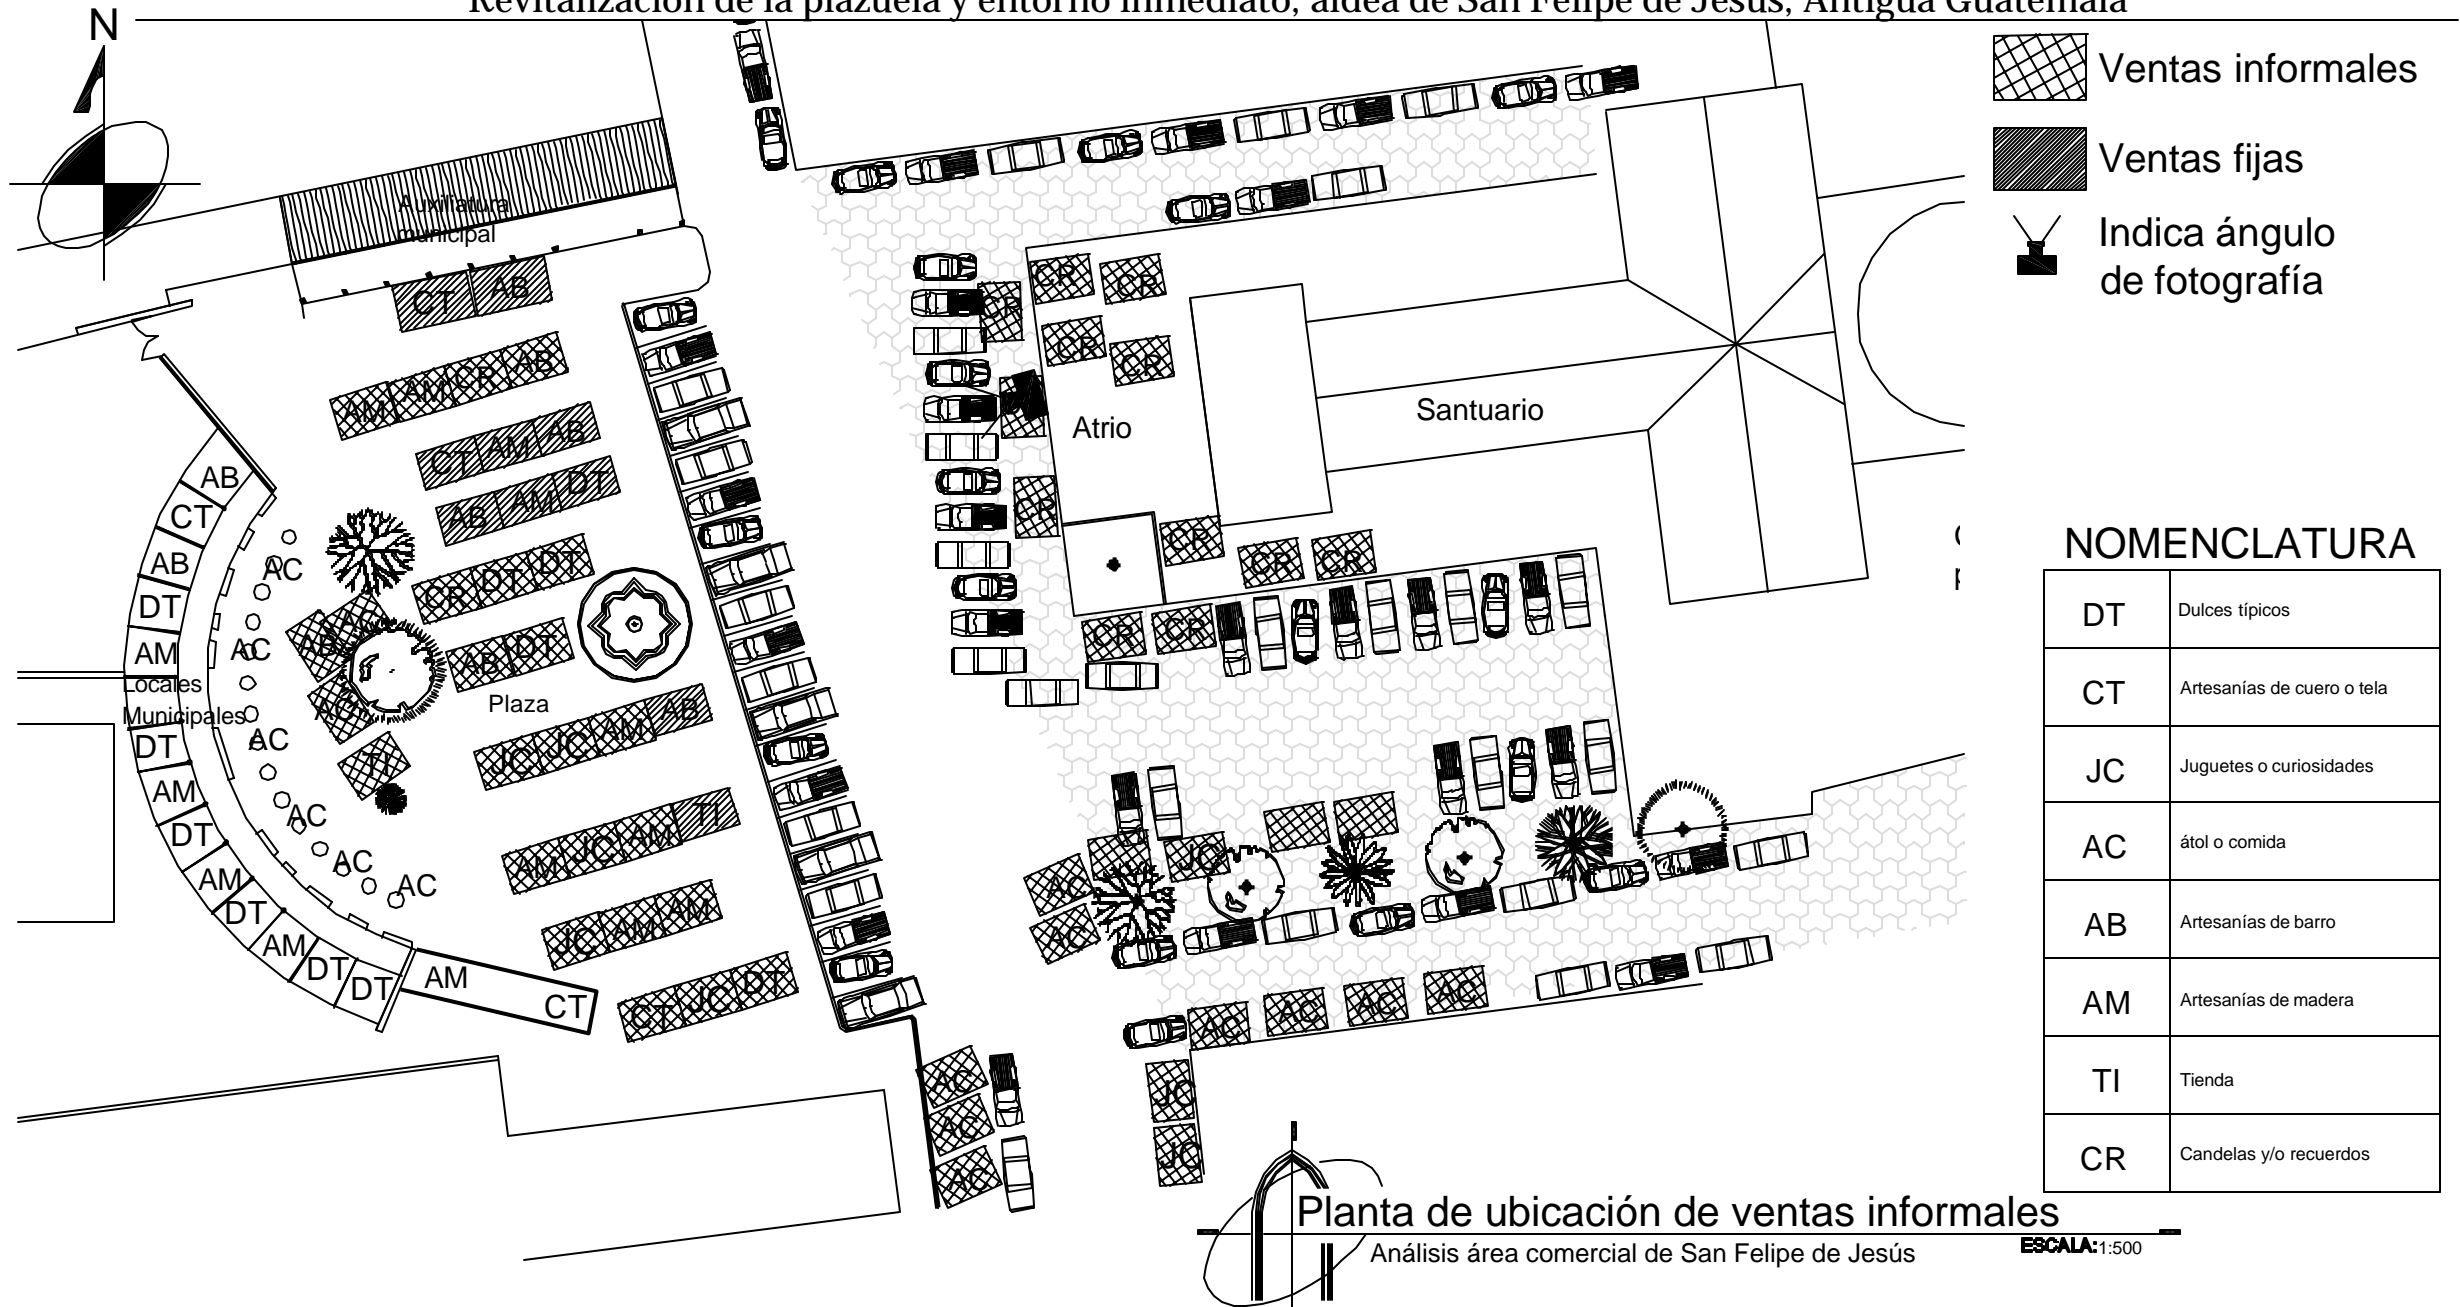 Revitalización de la plazuela y entorno inmediato, aldea de San Felipe de Jesús, Antigua Guatemala
N
Ventas informales
Ventas fijas
Indica ángulo
de fotografía
Auxiliatura
municipal
CT AB
AM AM CR AB
CT AM AB
AB AM DT
CR DT DT
AB DT
Plaza
JC JC AM AB
AM JC AM TI
JC AM AM
CT JC DT
AB
CT
AB
DT
AM
Locales
Municipales
DT
AM
DT
AM
DT
AM
DT
DT
AM
CT
AC
AC
AC
AC
AC
AC
AB AC
AC
TI
CR CR
CR
CR
CR
Atrio
Santuario
CR
CR
CR CR
CR CR
JC
AC
AC
AC AC AC AC
AC
AC
AC
JC
JC
NOMENCLATURA
DT Dulces típicos
CT Artesanías de cuero o tela
JC Juguetes o curiosidades
AC átol o comida
AB Artesanías de barro
AM Artesanías de madera
TI Tienda
CR Candelas y/o recuerdos
Planta de ubicación de ventas informales
Análisis área comercial de San Felipe de Jesús
ESCALA:1:500